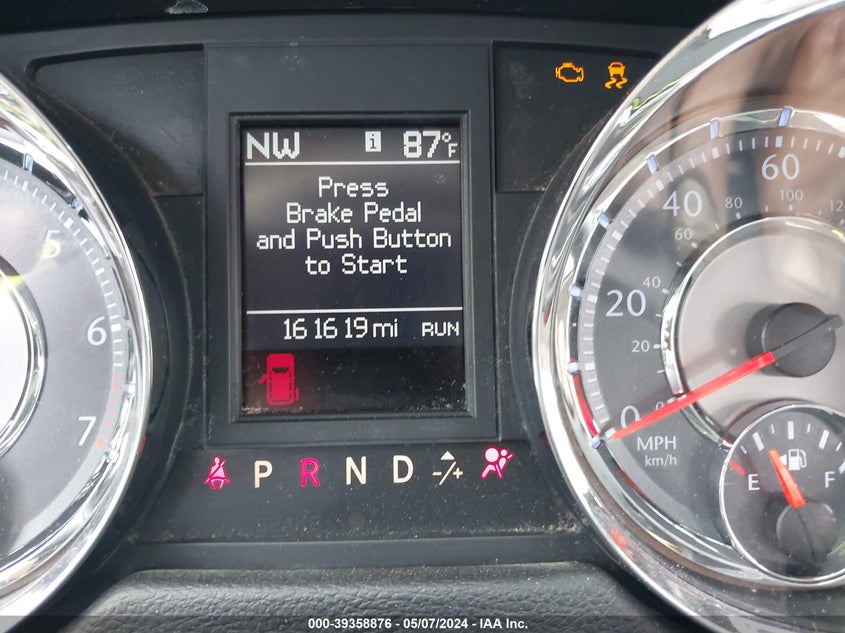 NW i 87°F
Press
Brake Pedal
and Push Button
to Start
161619 mi RUN
P R N D -/+
5
6
7
0
20
40
60
20
40
60
80
100
MPH
km/h
E F
000-39358876 - 05/07/2024 - IAA Inc.